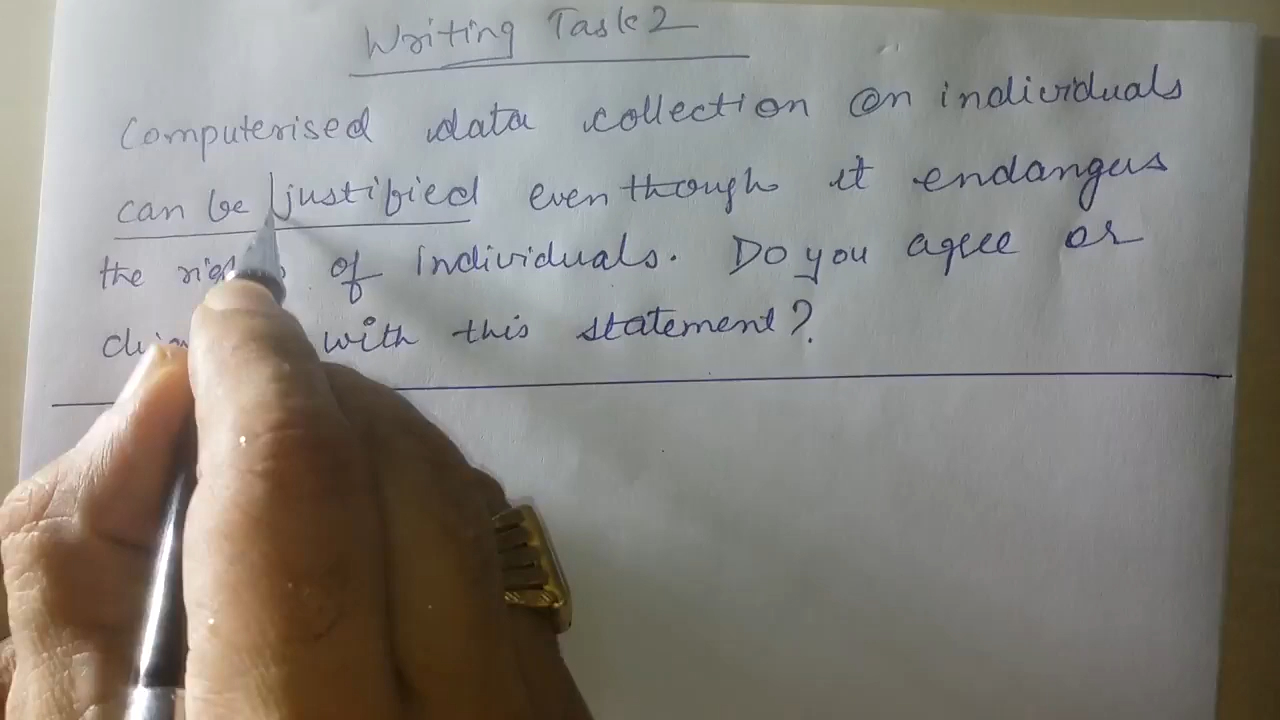 Writing Task 2
Computerised data collection on individuals
can be justified even though it endangers
the of individuals. Do you agree or
with this statement?